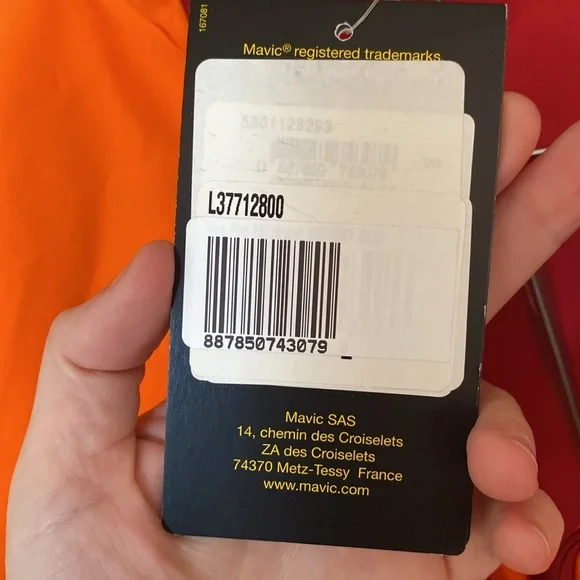 167081
Mavic® registered trademarks.
5301128293
L37712800
887850743079
Mavic SAS
14, chemin des Croiselets
ZA des Croiselets
74370 Metz-Tessy France
www.mavic.com